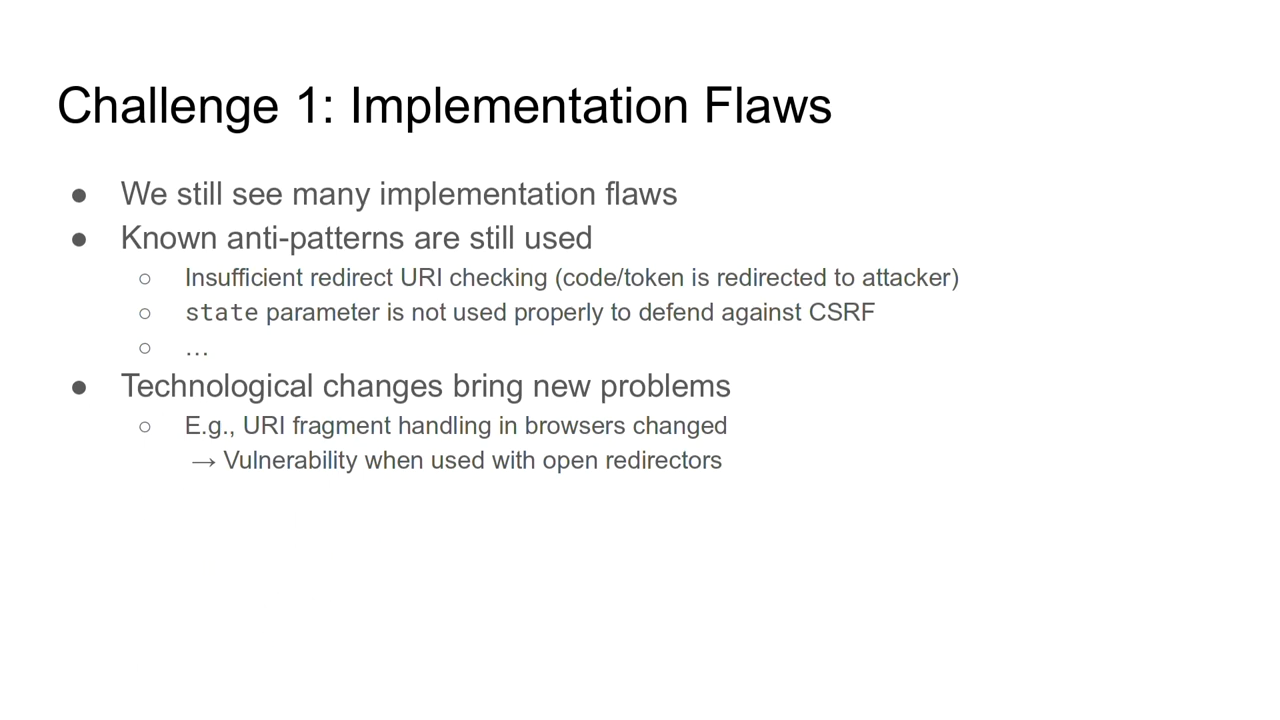 Challenge 1: Implementation Flaws
● We still see many implementation flaws
● Known anti-patterns are still used
○ Insufficient redirect URI checking (code/token is redirected to attacker)
○ state parameter is not used properly to defend against CSRF
○ …
● Technological changes bring new problems
○ E.g., URI fragment handling in browsers changed
→ Vulnerability when used with open redirectors